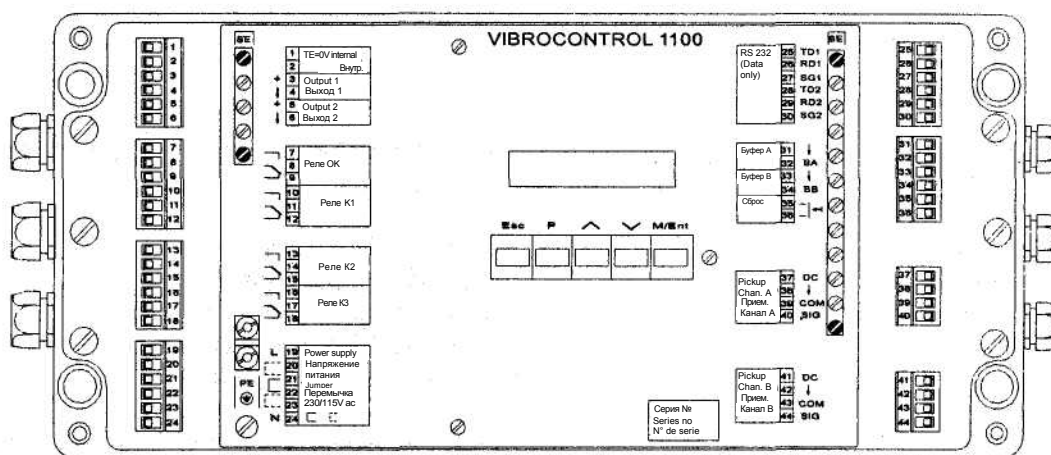 VIBROCONTROL 1100
SE
1 TE=0V internal
2 Внутр.
+ 3 Output 1
4 Выход 1
+ 5 Output 2
6 Выход 2
7
8 Реле ОК
9
10
11 Реле К1
12
13
14 Реле К2
15
16
17 Реле К3
18
L 19 Power supply
20 Напряжение
питания
21 Jumper
22 Перемычка
23 230/115V ac
N 24
PE
1
2
3
4
5
6
7
8
9
10
11
12
13
14
15
16
17
18
19
20
21
22
23
24
Esc P M/Ent
SE
RS 232 25 TD1
(Data 26 RD1
only) 27 SG1
28 TD2
29 RD2
30 SG2
Буфер А 31
32 BA
Буфер В 33
34 BB
Сброс 35
36
Pickup 37 DC
Chan. A 38
Прием. 39 COM
Канал А 40 SIG
Pickup 41 DC
Chan. B 42
Прием. 43 COM
Канал В 44 SIG
Серия №
Series no
N° de serie
25
26
27
28
29
30
31
32
33
34
35
36
37
38
39
40
41
42
43
44